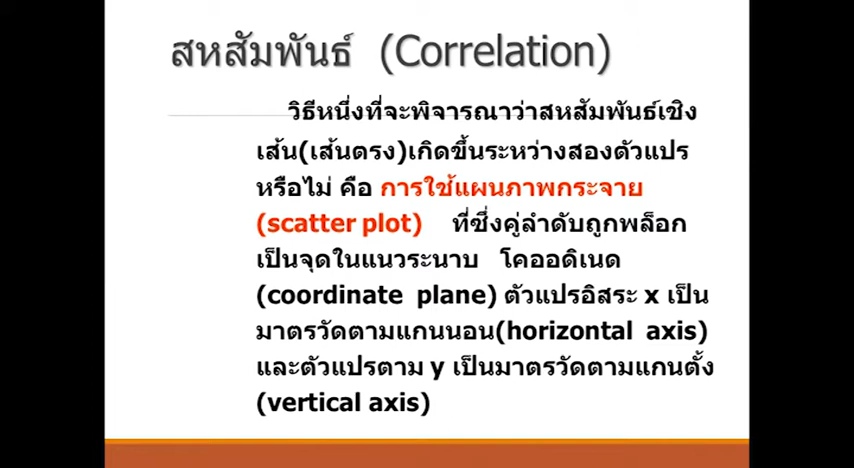 สหสัมพันธ์ (Correlation)
วิธีหนึ่งที่จะพิจารณาว่าสหสัมพันธ์เชิง
เส้น(เส้นตรง)เกิดขึ้นระหว่างสองตัวแปร
หรือไม่ คือ การใช้แผนภาพกระจาย
(scatter plot) ที่ซึ่งคู่ลำดับถูกพล็อก
เป็นจุดในแนวระนาบ โคออดิเนด
(coordinate plane) ตัวแปรอิสระ x เป็น
มาตรวัดตามแกนนอน(horizontal axis)
และตัวแปรตาม y เป็นมาตรวัดตามแกนตั้ง
(vertical axis)